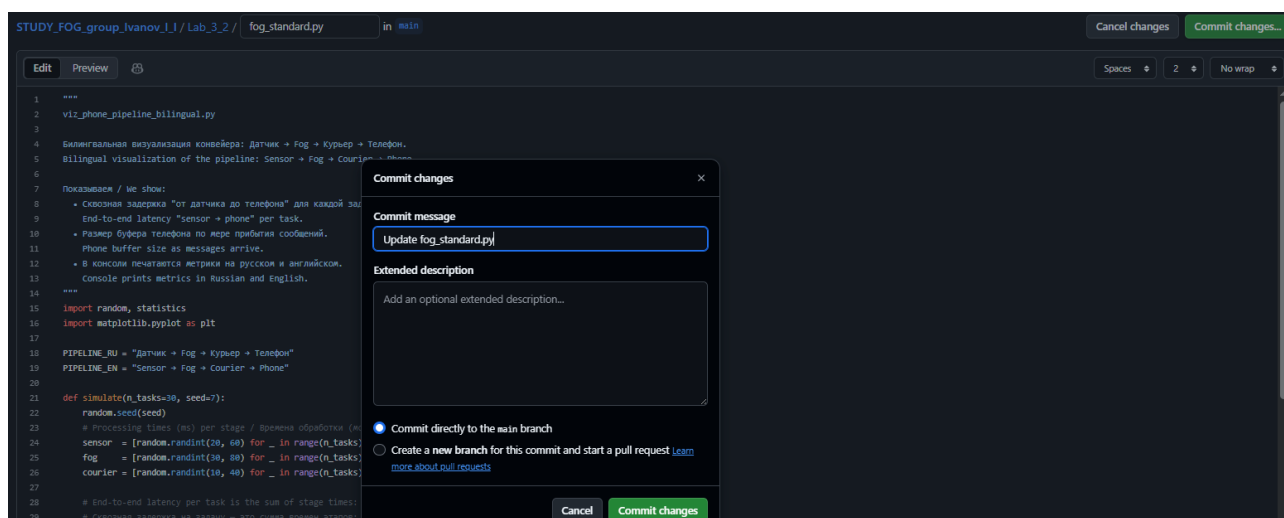 STUDY_FOG_group_Ivanov_I_I / Lab_3_2 / fog_standard.py in main
Cancel changes Commit changes...
Edit Preview
Spaces 2 No wrap
1 """
2 viz_phone_pipeline_bilingual.py
3
4 Билингвальная визуализация конвейера: Датчик → Fog → Курьер → Телефон.
5 Bilingual visualization of the pipeline: Sensor → Fog → Courier → Phone
6
7 Показываем / We show:
8 • Сквозная задержка "от датчика до телефона" для каждой зад
9 End-to-end latency "sensor → phone" per task.
10 • Размер буфера телефона по мере прибытия сообщений.
11 Phone buffer size as messages arrive.
12 • В консоли печатаются метрики на русском и английском.
13 Console prints metrics in Russian and English.
14 """
15 import random, statistics
16 import matplotlib.pyplot as plt
17
18 PIPELINE_RU = "Датчик → Fog → Курьер → Телефон"
19 PIPELINE_EN = "Sensor → Fog → Courier → Phone"
20
21 def simulate(n_tasks=30, seed=7):
22 random.seed(seed)
23 # Processing times (ms) per stage / Времена обработки (м
24 sensor = [random.randint(20, 60) for _ in range(n_tasks)
25 fog = [random.randint(30, 80) for _ in range(n_tasks)
26 courier = [random.randint(10, 40) for _ in range(n_tasks)
27
28 # End-to-end latency per task is the sum of stage times:
29 # Сквозная задержка на задачу — это сумма времен этапов:
Commit changes
Commit message
Update fog_standard.py
Extended description
Add an optional extended description...
Commit directly to the main branch
Create a new branch for this commit and start a pull request Learn
more about pull requests
Cancel Commit changes